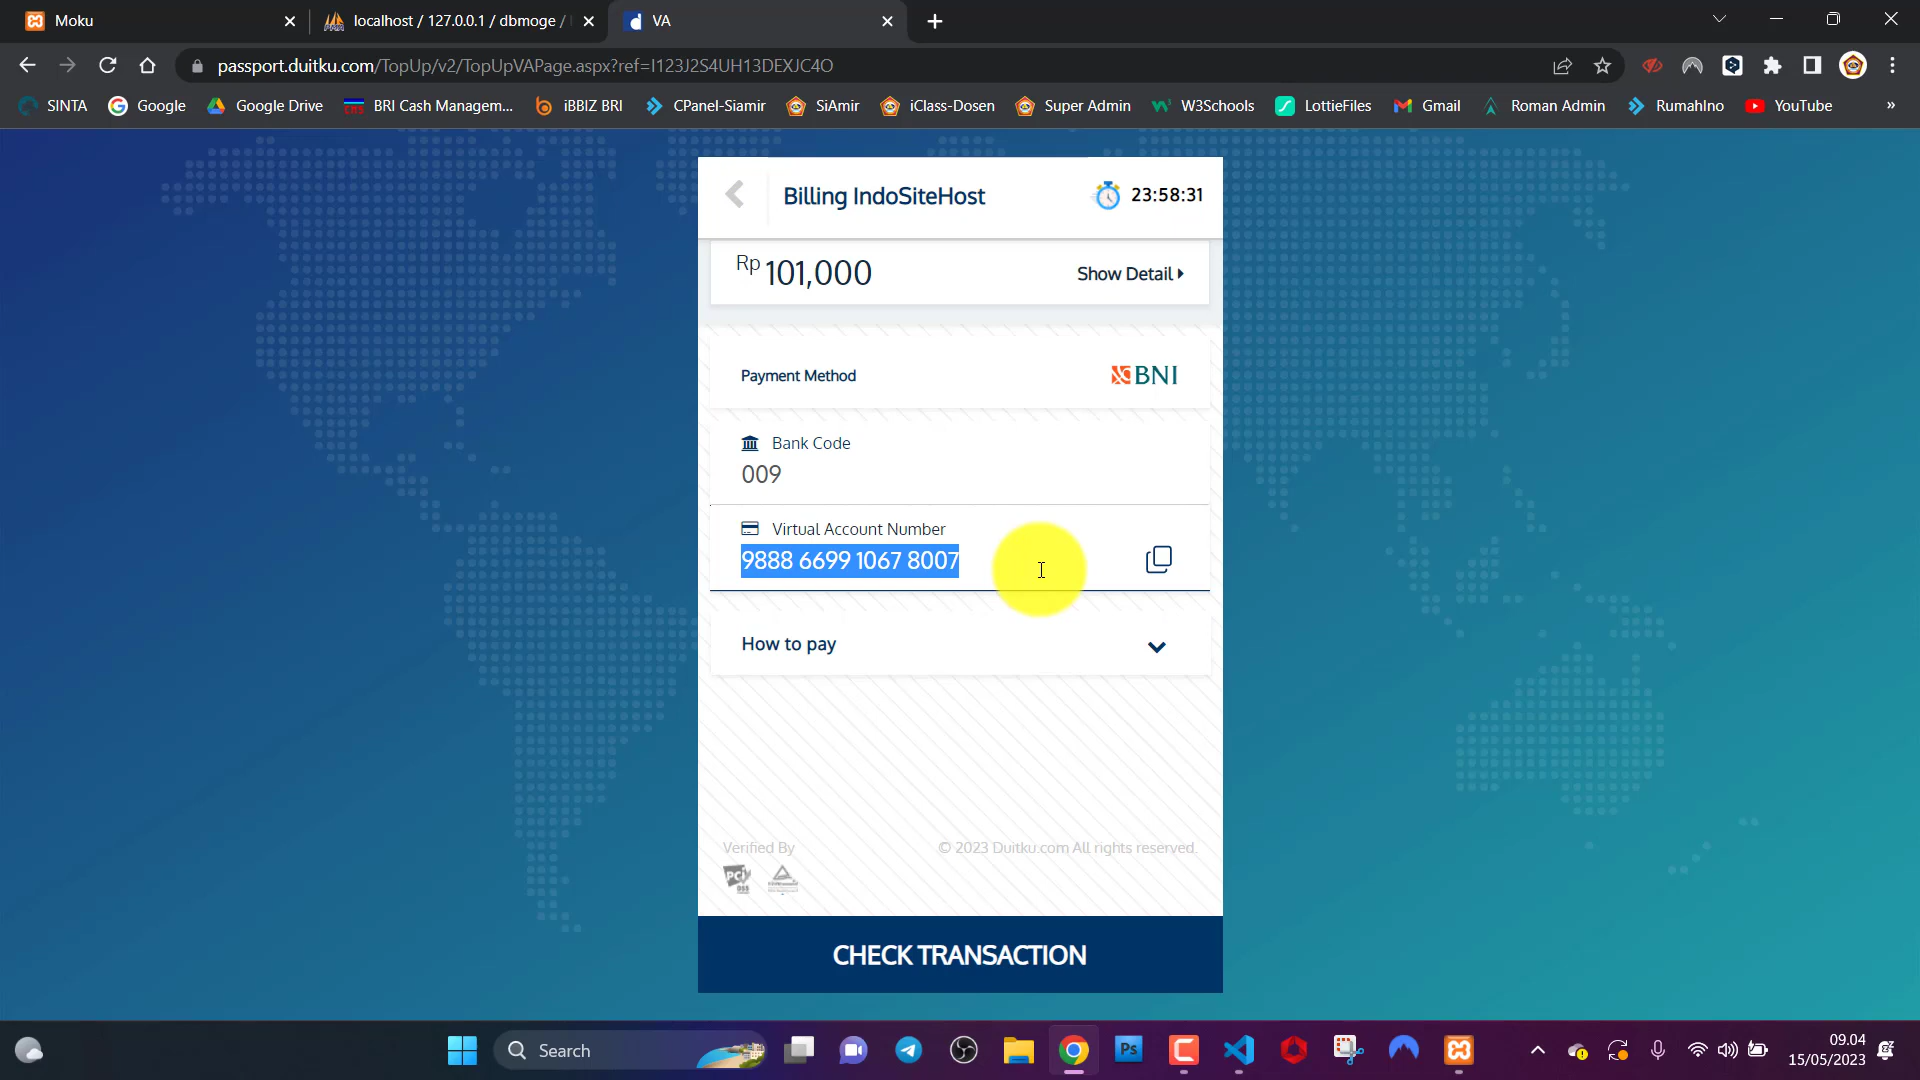 Moku
localhost / 127.0.0.1 / dbmoge /
VA
passport.duitku.com/TopUp/v2/TopUpVAPage.aspx?ref=I123J2S4UH13DEXJC4O
SINTA
Google
Google Drive
BRI Cash Managem...
iBBIZ BRI
CPanel-Siamir
SiAmir
iClass-Dosen
Super Admin
W3Schools
LottieFiles
Gmail
Roman Admin
RumahIno
YouTube
»
Billing IndoSiteHost
23:58:31
Rp 101,000
Show Detail
Payment Method
BNI
Bank Code
009
Virtual Account Number
9888 6699 1067 8007
How to pay
Verified By
© 2023 Duitku.com All rights reserved.
PCI
DSS
CHECK TRANSACTION
Search
Ps
09.04
15/05/2023